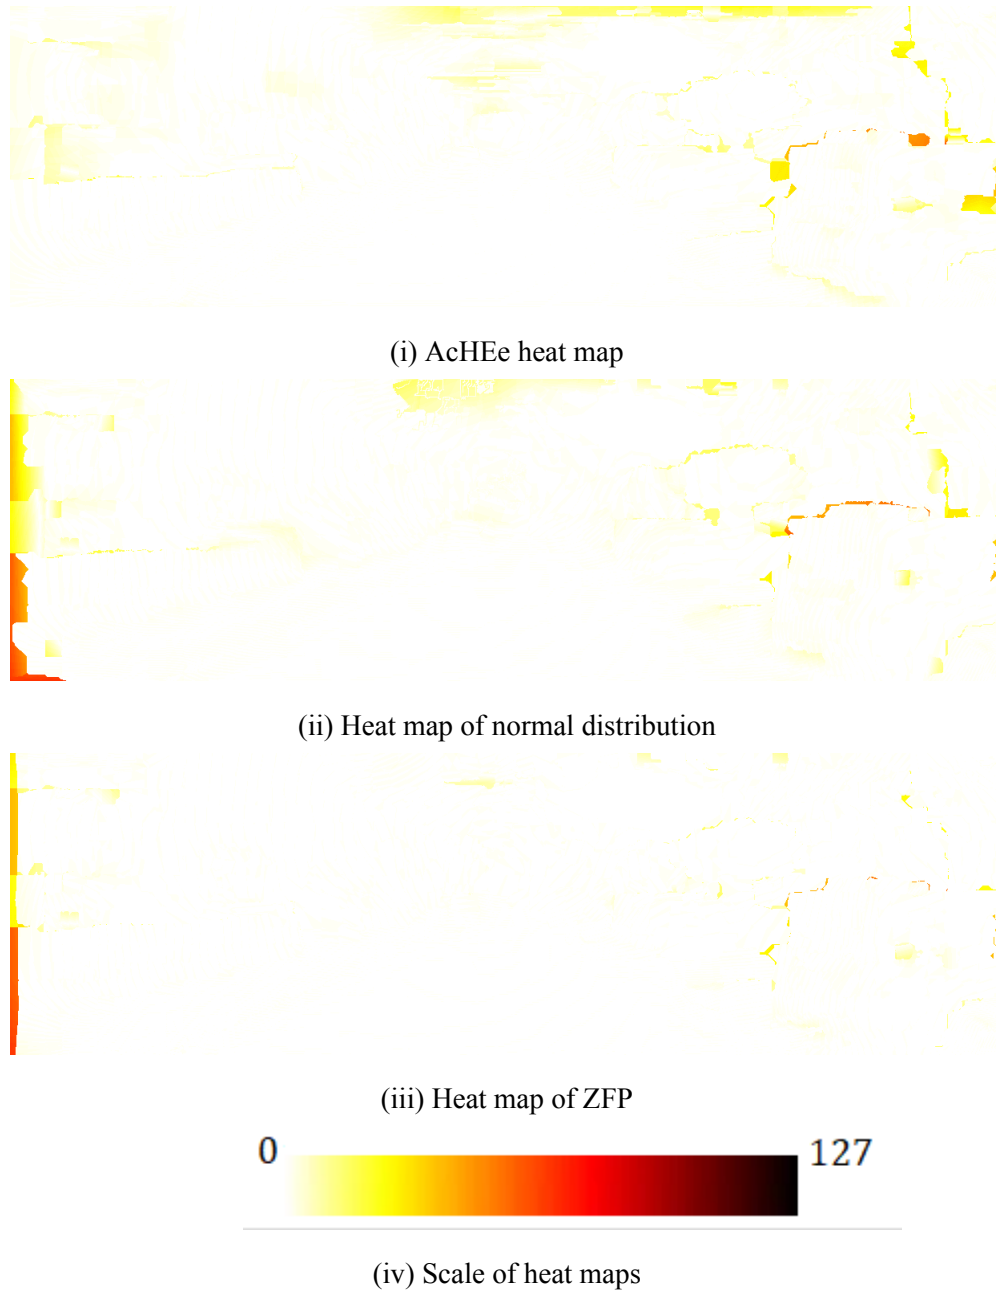 (i) AcHEe heat map
(ii) Heat map of normal distribution
(iii) Heat map of ZFP
0 127
(iv) Scale of heat maps